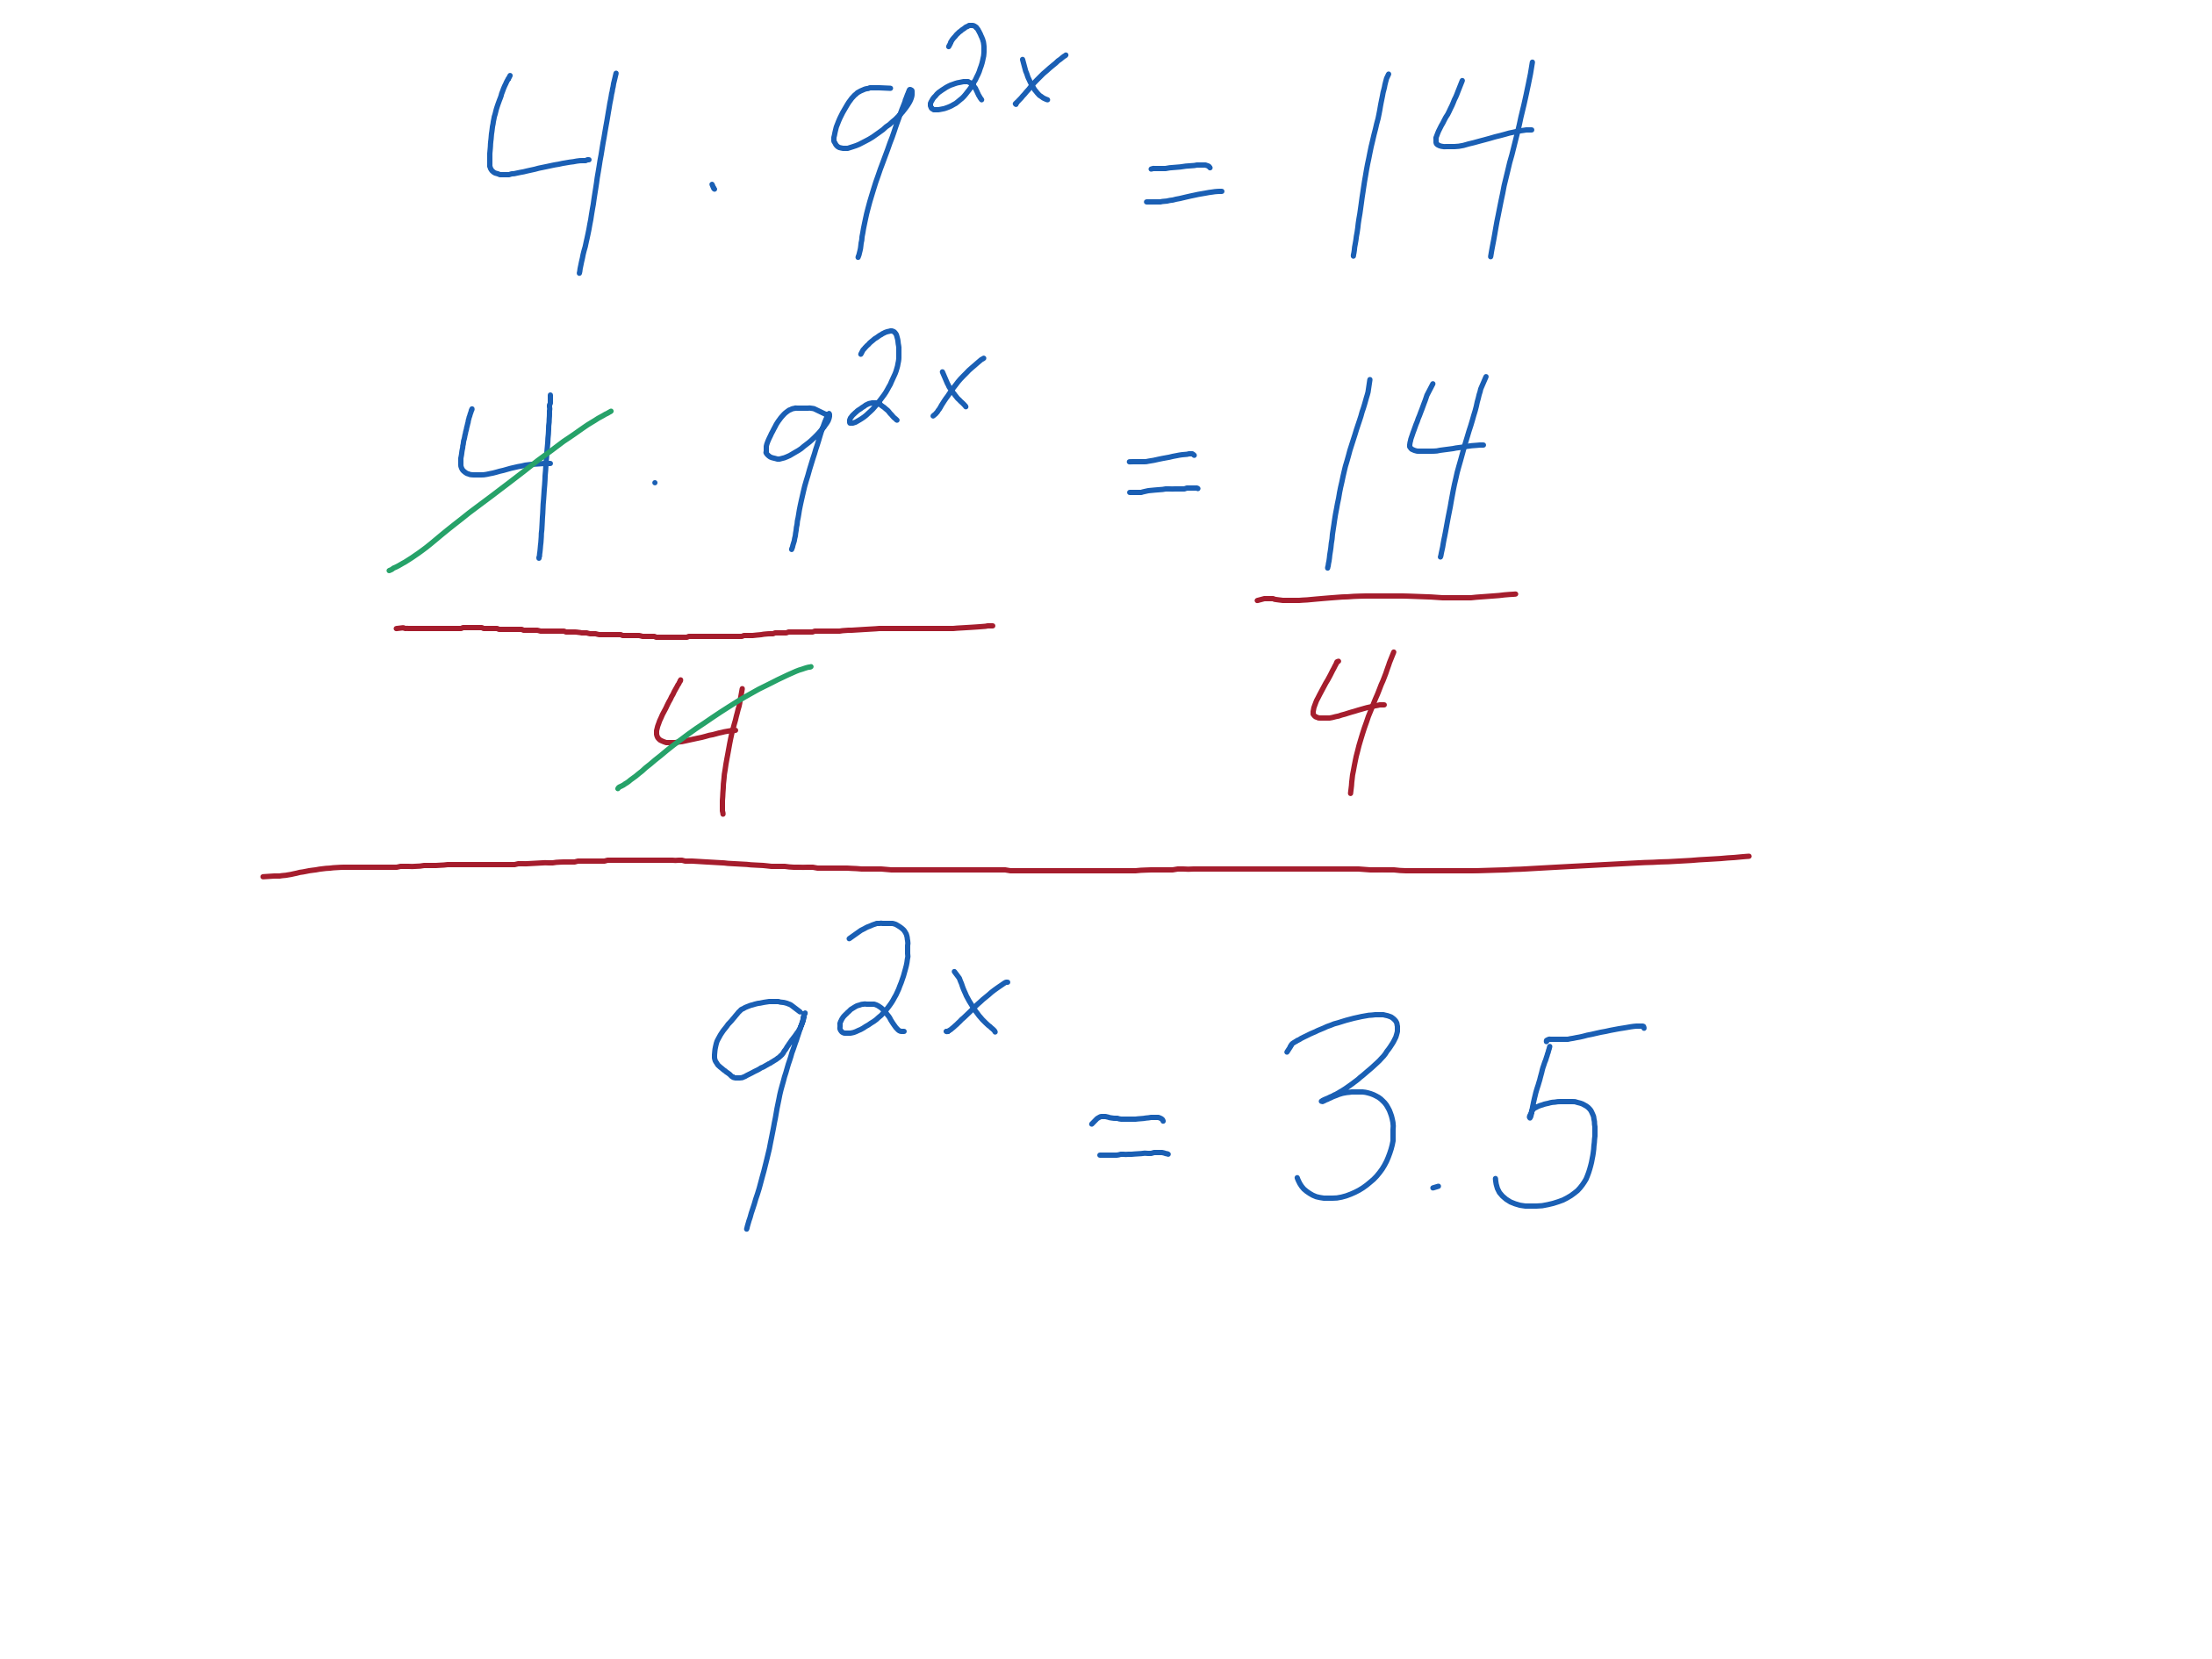 4 · 9^2x = 14
4 · 9^2x = 14
4 4
9^2x = 3.5